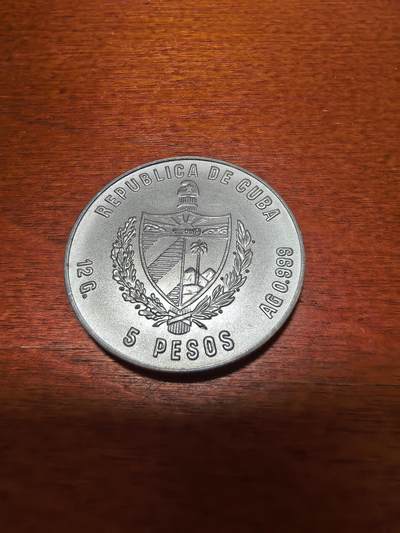 REPUBLICA DE CUBA
12 G.
AG 0.999
5 PESOS